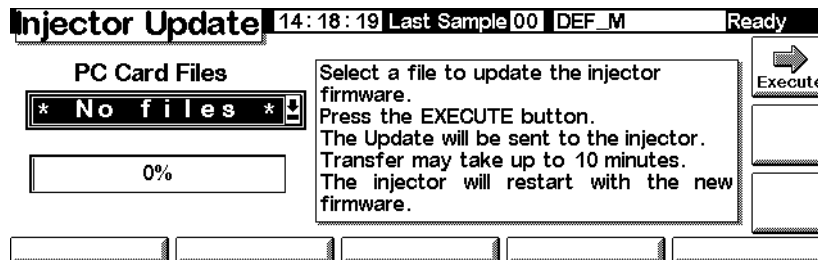 Injector Update 14:18:19 Last Sample 00 DEF_M Ready
PC Card Files
* No files *
0%
Select a file to update the injector
firmware.
Press the EXECUTE button.
The Update will be sent to the injector.
Transfer may take up to 10 minutes.
The injector will restart with the new
firmware.
Execute